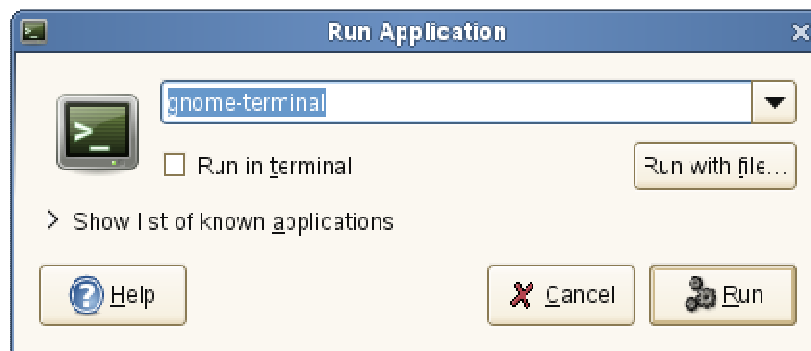 Run Application
gnome-terminal
Run in terminal
Run with file...
Show list of known applications
Help
Cancel
Run